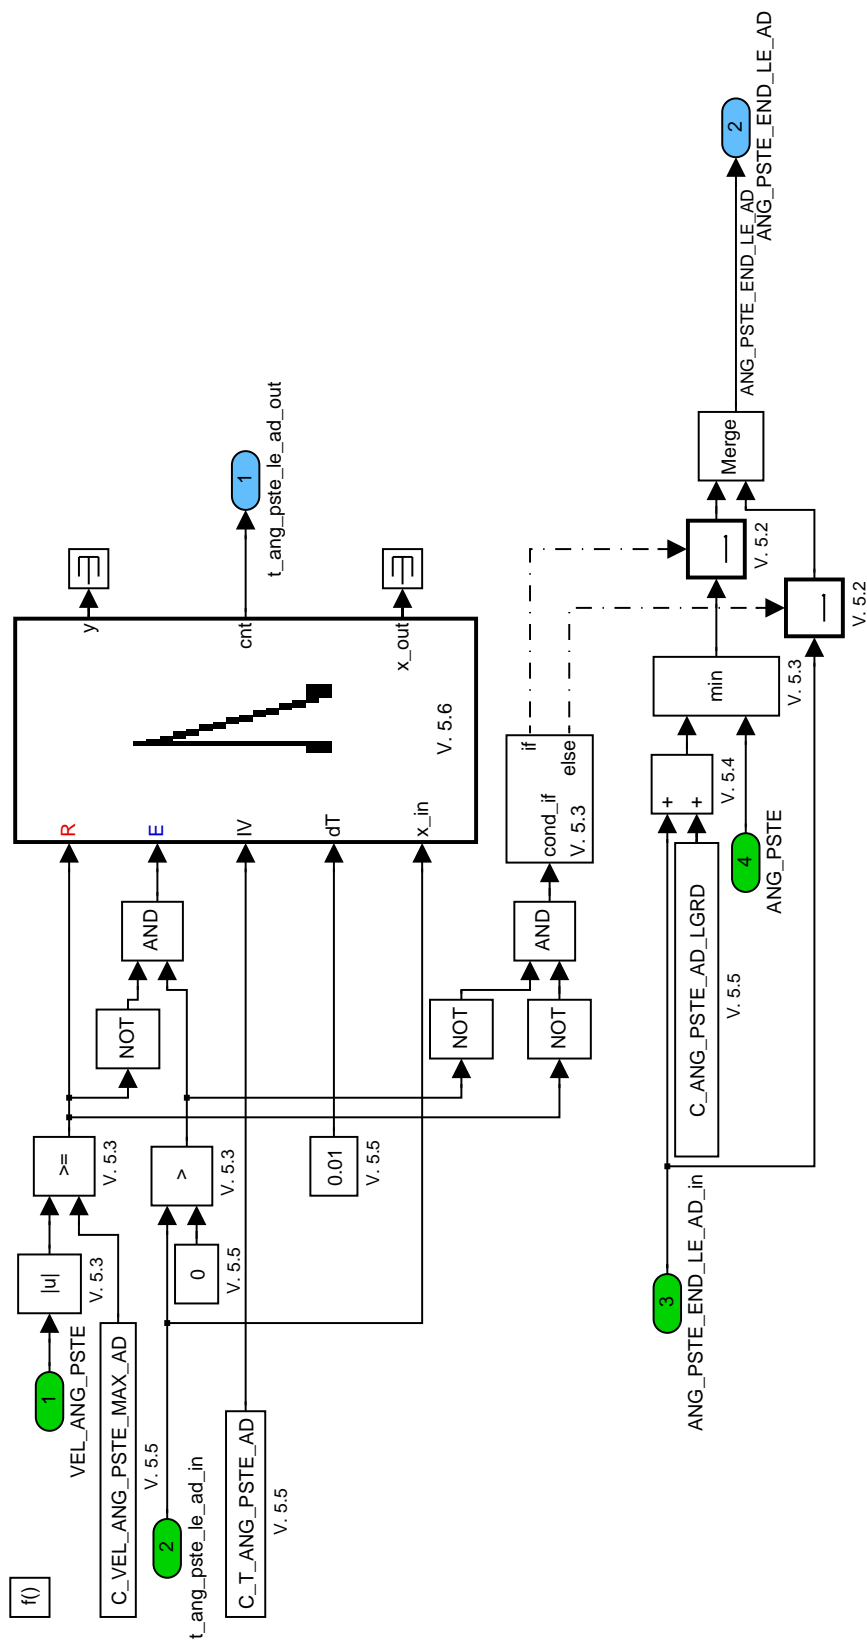 f()
1
VEL_ANG_PSTE
|u|
V. 5.3
C_VEL_ANG_PSTE_MAX_AD
V. 5.5
>=
V. 5.3
2
t_ang_pste_le_ad_in
0
V. 5.5
>
V. 5.3
C_T_ANG_PSTE_AD
V. 5.5
0.01
V. 5.5
NOT
AND
R
E
IV
dT
x_in
V. 5.6
y
cnt
x_out
1
t_ang_pste_le_ad_out
NOT
NOT
AND
cond_if
V. 5.3
if
else
3
ANG_PSTE_END_LE_AD_in
C_ANG_PSTE_AD_LGRD
V. 5.5
+
+
V. 5.4
4
ANG_PSTE
min
V. 5.3
V. 5.2
V. 5.2
Merge
ANG_PSTE_END_LE_AD
2
ANG_PSTE_END_LE_AD